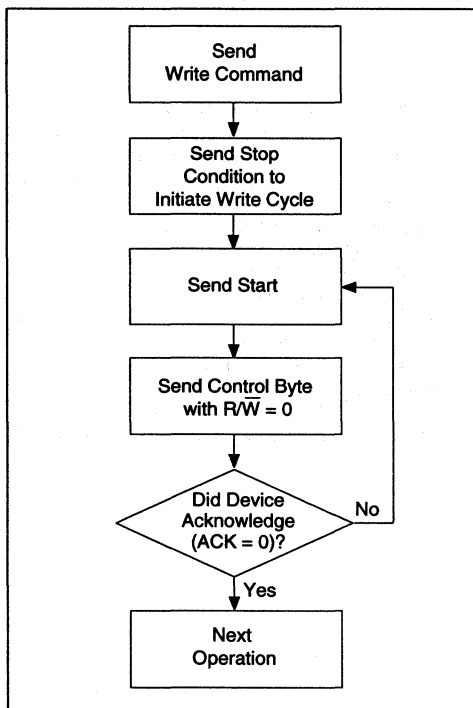 Send
Write Command
Send Stop
Condition to
Initiate Write Cycle
Send Start
Send Control Byte
with R/W̅ = 0
Did Device
Acknowledge
(ACK = 0)?
No
Yes
Next
Operation